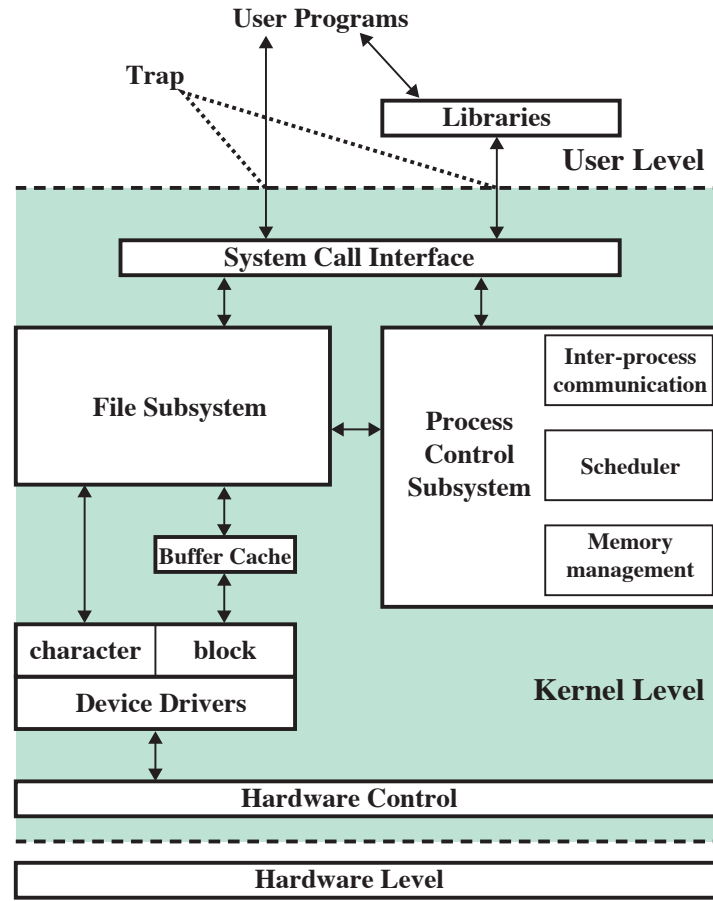 User Programs
Trap
Libraries
User Level
System Call Interface
File Subsystem
Process
Control
Subsystem
Inter-process
communication
Scheduler
Memory
management
Buffer Cache
character
block
Device Drivers
Kernel Level
Hardware Control
Hardware Level